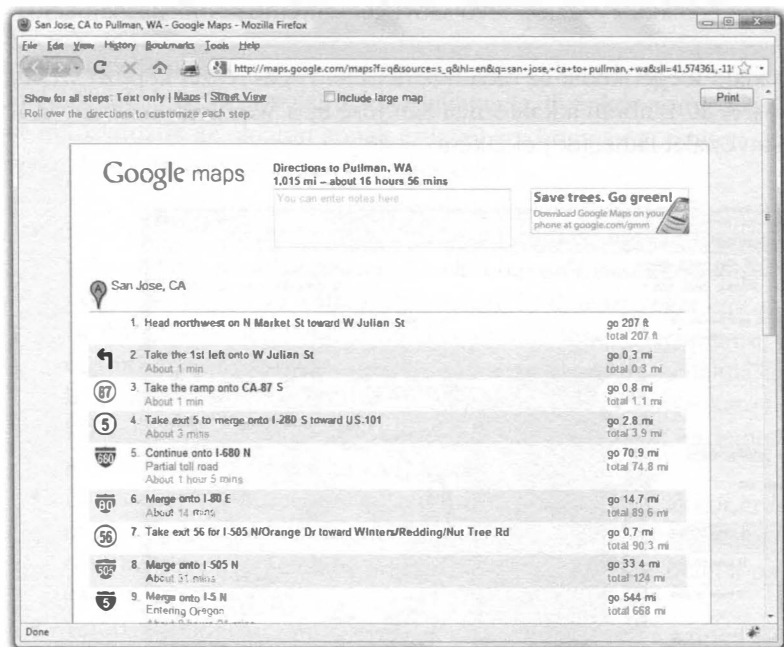 San Jose, CA to Pullman, WA - Google Maps - Mozilla Firefox
File Edit View History Bookmarks Tools Help
http://maps.google.com/maps?f=q&source=s_q&hl=en&q=san+jose,+ca+to+pullman,+wa&sll=41.574361,-11
Show for all steps: Text only | Maps | Street View
Include large map
Print
Roll over the directions to customize each step.
Google maps
Directions to Pullman, WA
1,015 mi – about 16 hours 56 mins
You can enter notes here.
Save trees. Go green!
Download Google Maps on your
phone at google.com/gmm
A San Jose, CA
1. Head northwest on N Market St toward W Julian St go 207 ft
total 207 ft
2. Take the 1st left onto W Julian St go 0.3 mi
About 1 min total 0.3 mi
87 3. Take the ramp onto CA-87 S go 0.8 mi
About 1 min total 1.1 mi
5 4. Take exit 5 to merge onto I-280 S toward US-101 go 2.8 mi
About 3 mins total 3.9 mi
680 5. Continue onto I-680 N go 70.9 mi
Partial toll road total 74.8 mi
About 1 hour 5 mins
80 6. Merge onto I-80 E go 14.7 mi
About 14 mins total 89.6 mi
56 7. Take exit 56 for I-505 N/Orange Dr toward Winters/Redding/Nut Tree Rd go 0.7 mi
total 90.3 mi
505 8. Merge onto I-505 N go 33.4 mi
About 31 mins total 124 mi
5 9. Merge onto I-5 N go 544 mi
Entering Oregon total 668 mi
Done